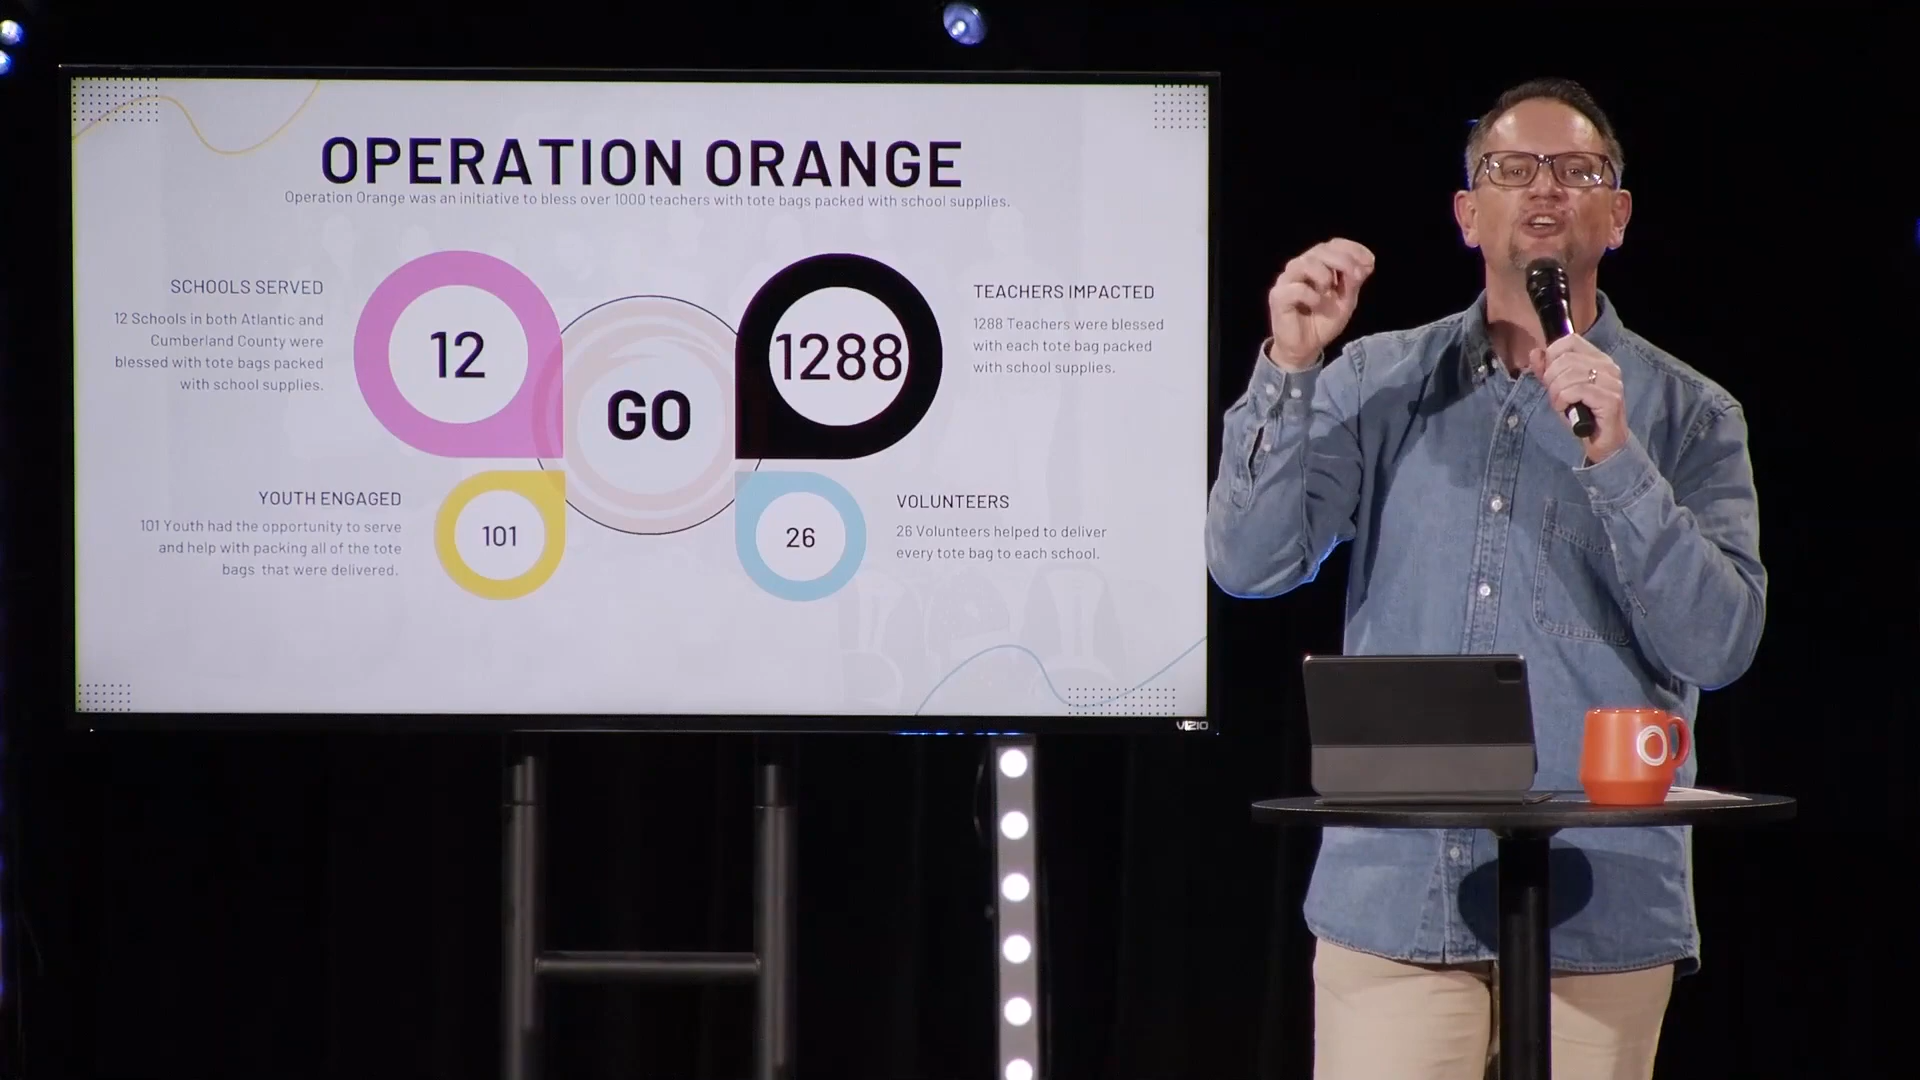 OPERATION ORANGE
Operation Orange was an initiative to bless over 1000 teachers with tote bags packed with school supplies.
SCHOOLS SERVED
12 Schools in both Atlantic and
Cumberland County were
blessed with tote bags packed
with school supplies.
12
GO
1288
TEACHERS IMPACTED
1288 Teachers were blessed
with each tote bag packed
with school supplies.
YOUTH ENGAGED
101 Youth had the opportunity to serve
and help with packing all of the tote
bags that were delivered.
101
26
VOLUNTEERS
26 Volunteers helped to deliver
every tote bag to each school.
VIZIO